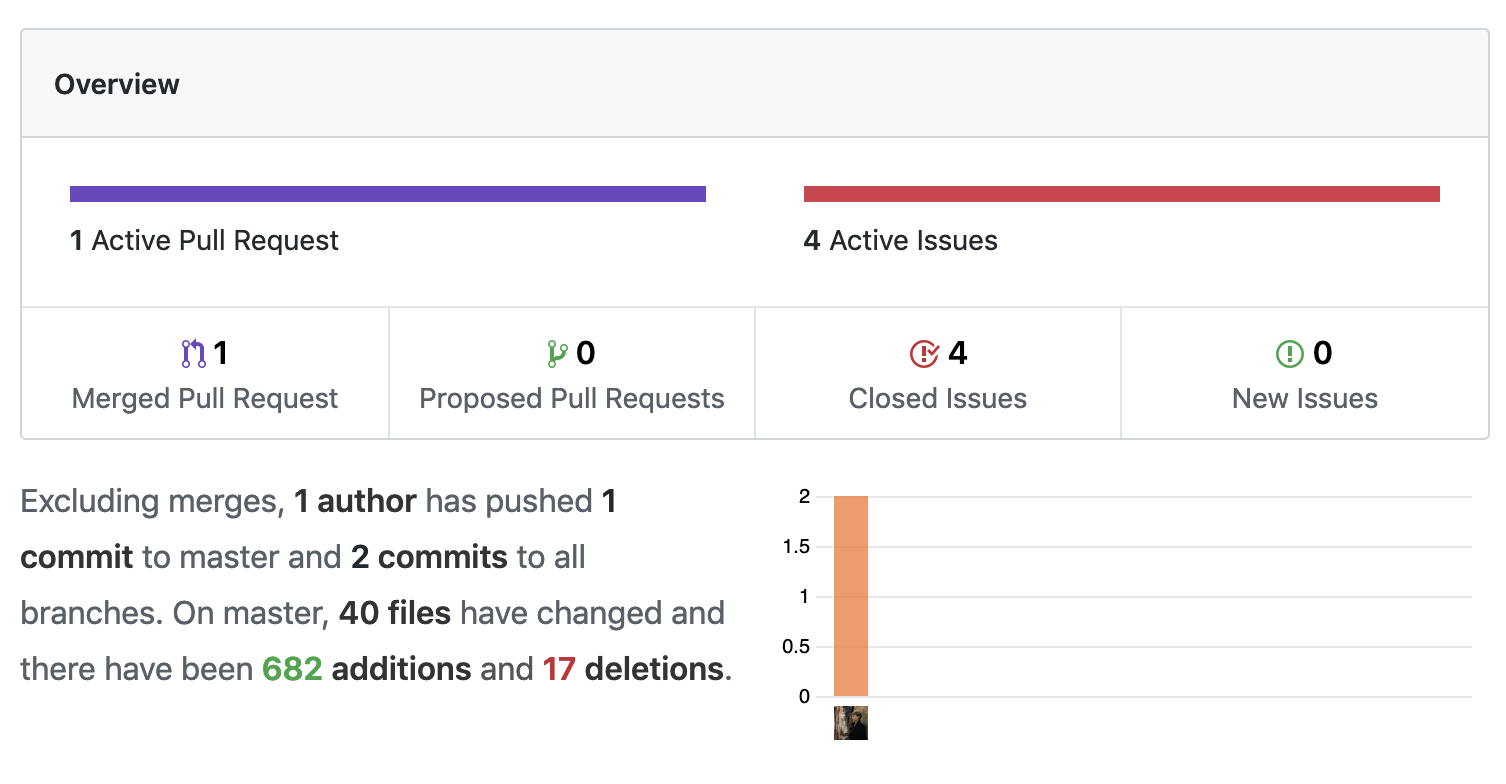 Overview
1 Active Pull Request
4 Active Issues
1
Merged Pull Request
0
Proposed Pull Requests
4
Closed Issues
0
New Issues
Excluding merges, 1 author has pushed 1
commit to master and 2 commits to all
branches. On master, 40 files have changed and
there have been 682 additions and 17 deletions.
2
1.5
1
0.5
0